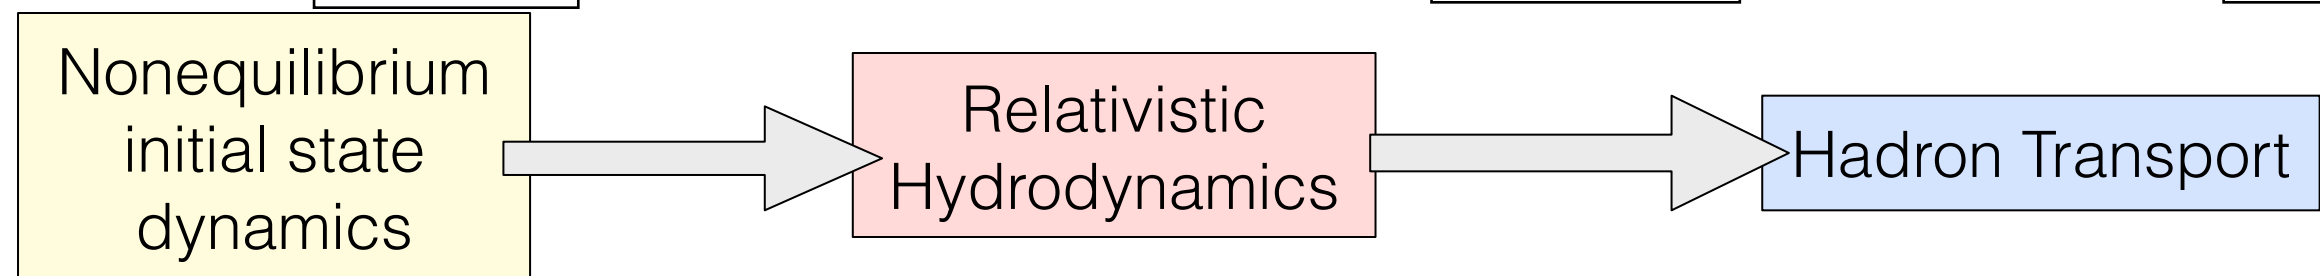 Nonequilibrium
initial state
dynamics
Relativistic
Hydrodynamics
Hadron Transport